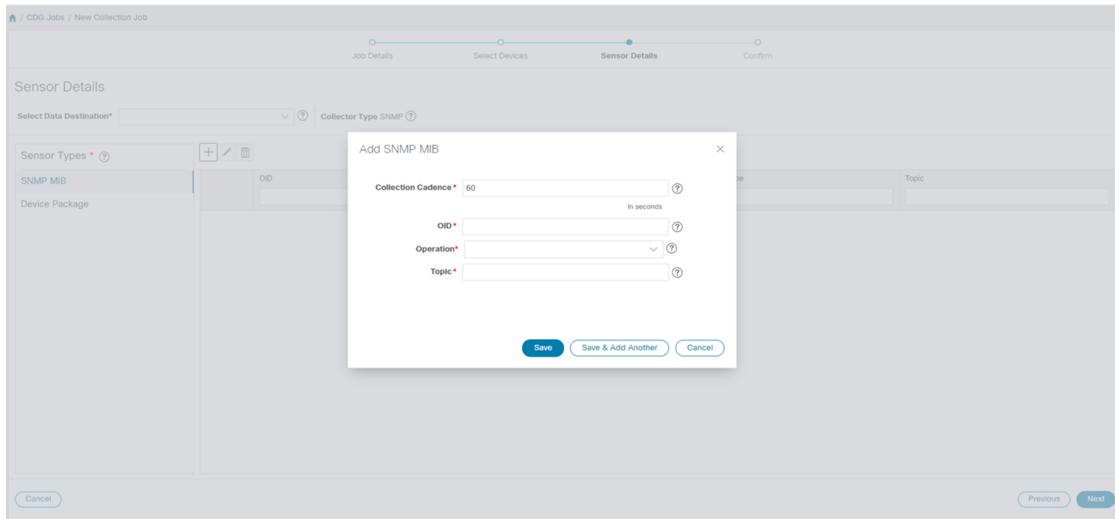 / CDG Jobs / New Collection Job
Job Details Select Devices Sensor Details Confirm
Sensor Details
Select Data Destination* Collector Type SNMP
Sensor Types *
SNMP MIB
Device Package
OID Topic
Add SNMP MIB
Collection Cadence * 60
In seconds
OID *
Operation*
Topic *
Save Save & Add Another Cancel
Cancel Previous Next